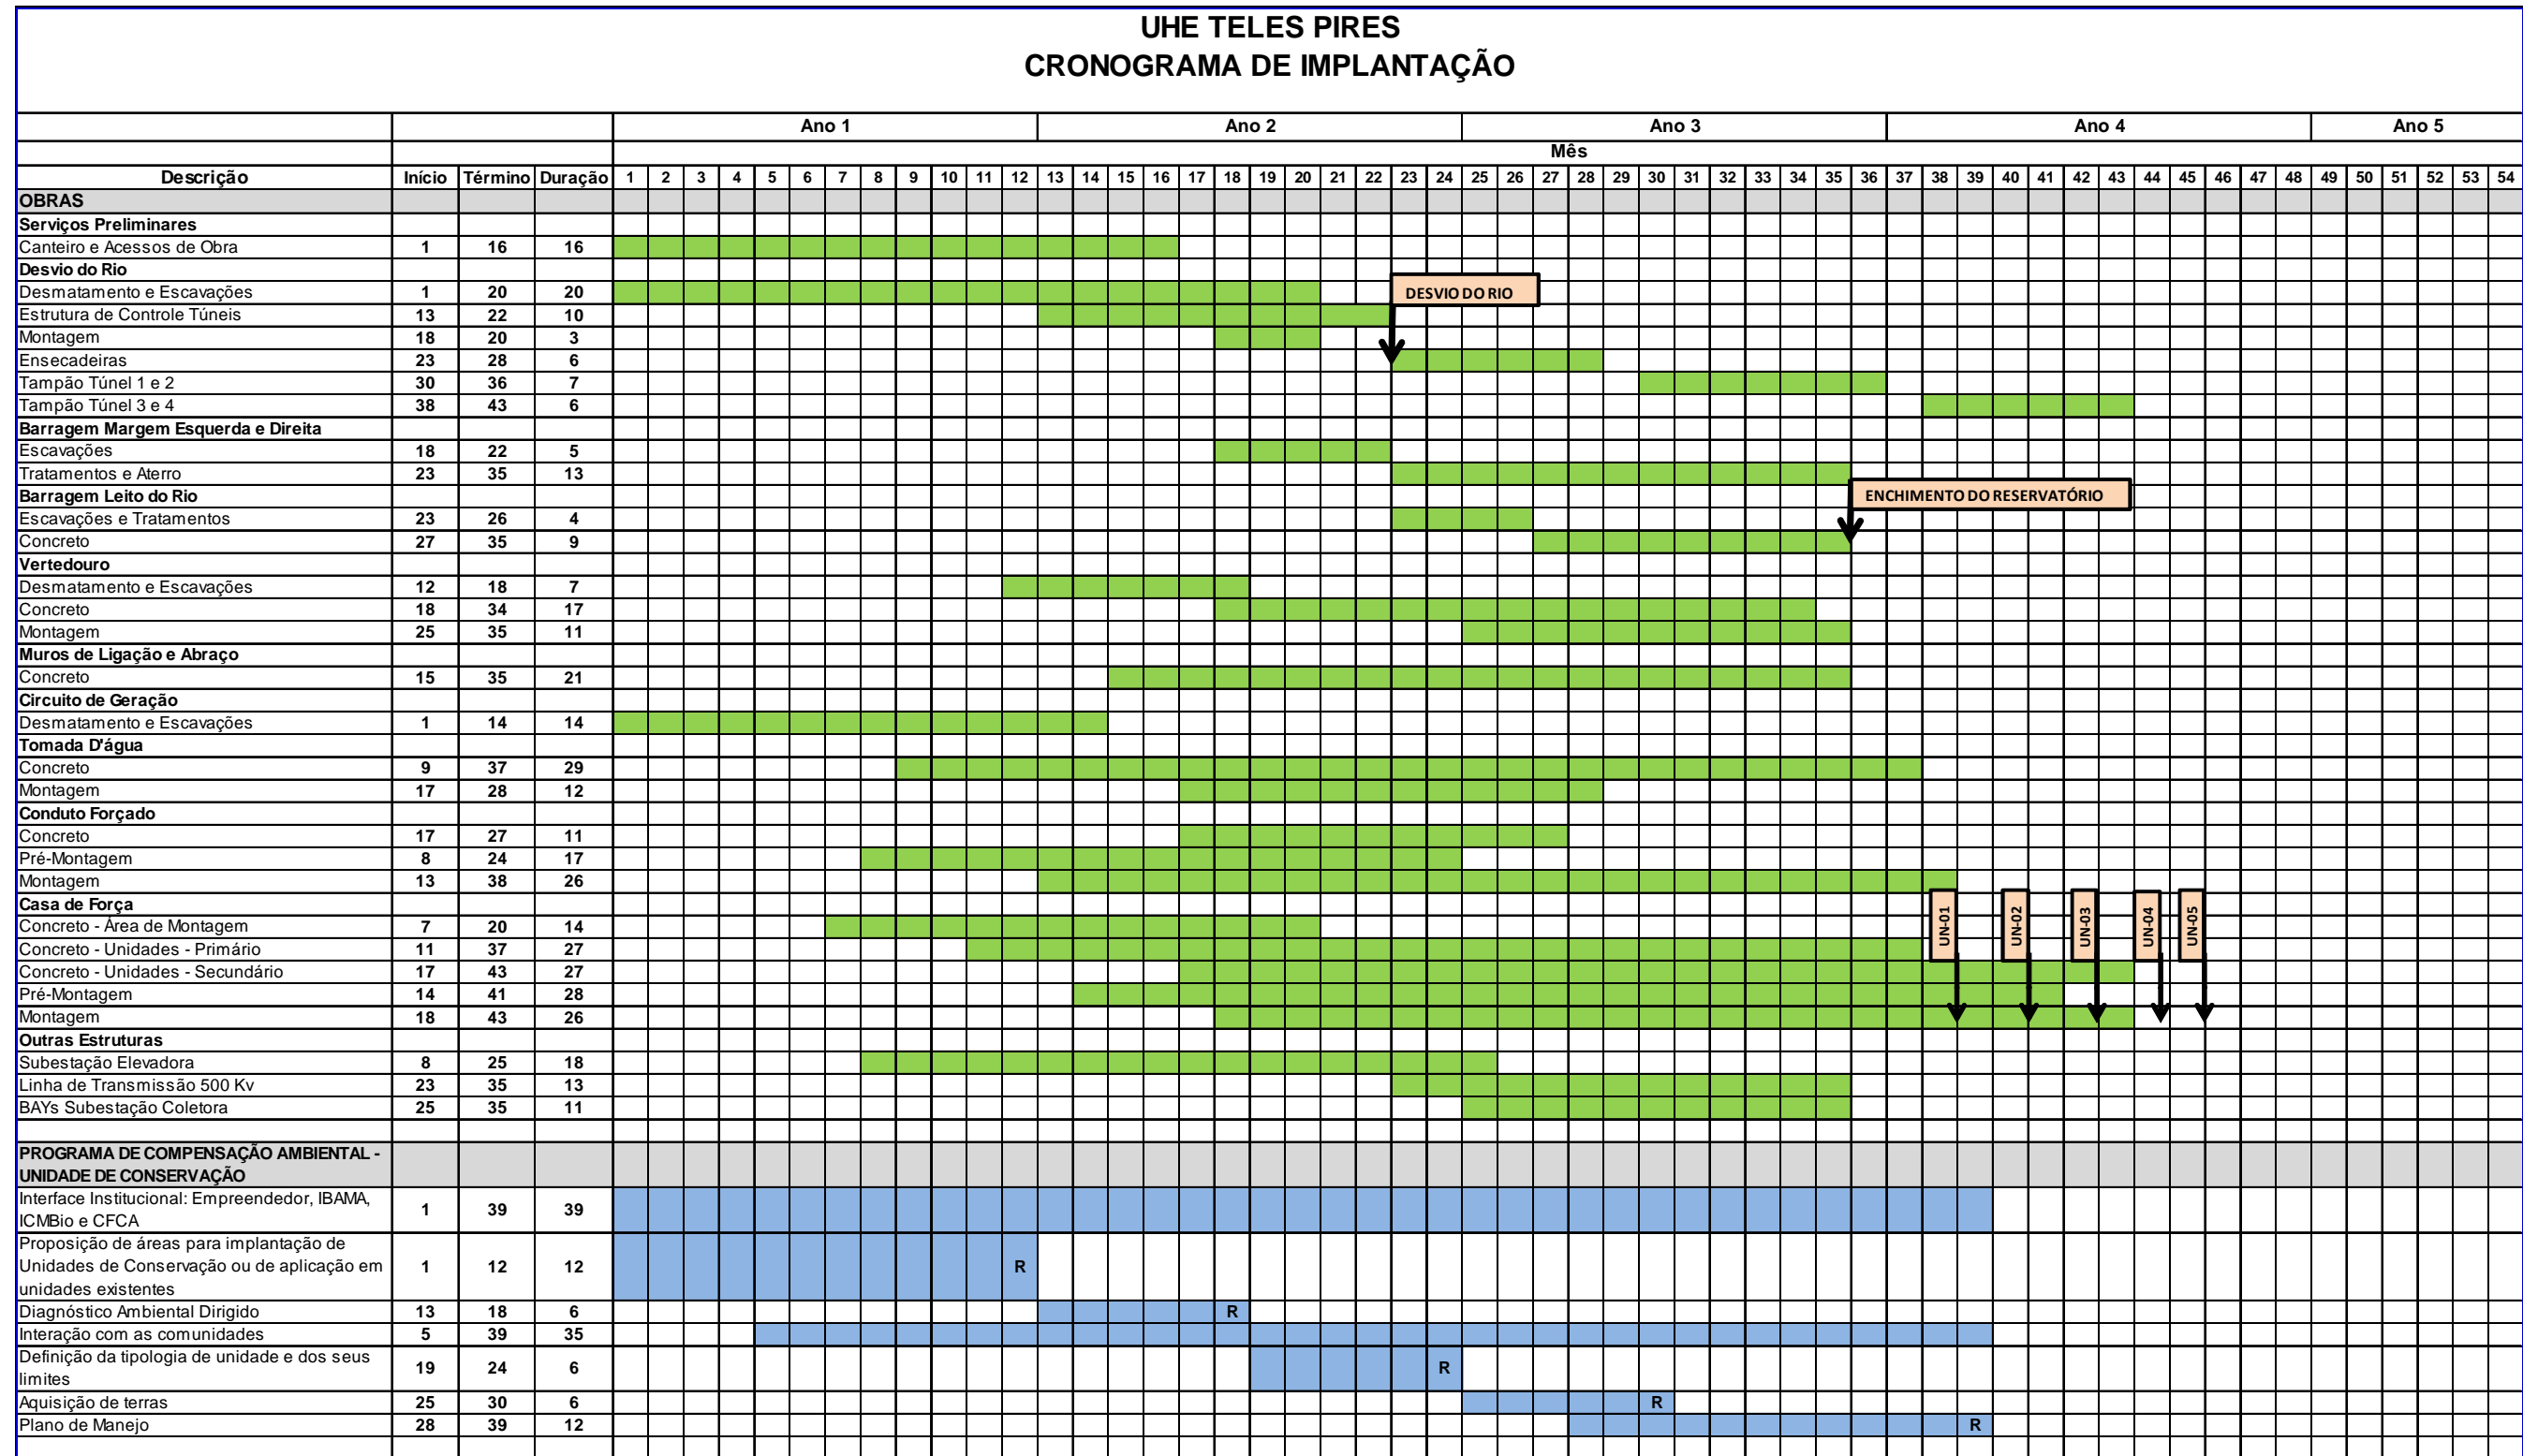 UHE TELES PIRES
CRONOGRAMA DE IMPLANTAÇÃO
Ano 1 Ano 2 Ano 3 Ano 4 Ano 5
Mês
Descrição Início Término Duração 1 2 3 4 5 6 7 8 9 10 11 12 13 14 15 16 17 18 19 20 21 22 23 24 25 26 27 28 29 30 31 32 33 34 35 36 37 38 39 40 41 42 43 44 45 46 47 48 49 50 51 52 53 54
OBRAS
Serviços Preliminares
Canteiro e Acessos de Obra 1 16 16
Desvio do Rio
Desmatamento e Escavações 1 20 20 DESVIO DO RIO
Estrutura de Controle Túneis 13 22 10
Montagem 18 20 3
Ensecadeiras 23 28 6
Tampão Túnel 1 e 2 30 36 7
Tampão Túnel 3 e 4 38 43 6
Barragem Margem Esquerda e Direita
Escavações 18 22 5
Tratamentos e Aterro 23 35 13
Barragem Leito do Rio ENCHIMENTO DO RESERVATÓRIO
Escavações e Tratamentos 23 26 4
Concreto 27 35 9
Vertedouro
Desmatamento e Escavações 12 18 7
Concreto 18 34 17
Montagem 25 35 11
Muros de Ligação e Abraço
Concreto 15 35 21
Circuito de Geração
Desmatamento e Escavações 1 14 14
Tomada D'água
Concreto 9 37 29
Montagem 17 28 12
Conduto Forçado
Concreto 17 27 11
Pré-Montagem 8 24 17
Montagem 13 38 26
Casa de Força
UN-01 UN-02 UN-03 UN-04 UN-05
Concreto - Área de Montagem 7 20 14
Concreto - Unidades - Primário 11 37 27
Concreto - Unidades - Secundário 17 43 27
Pré-Montagem 14 41 28
Montagem 18 43 26
Outras Estruturas
Subestação Elevadora 8 25 18
Linha de Transmissão 500 Kv 23 35 13
BAYs Subestação Coletora 25 35 11
PROGRAMA DE COMPENSAÇÃO AMBIENTAL -
UNIDADE DE CONSERVAÇÃO
Interface Institucional: Empreendedor, IBAMA,
ICMBio e CFCA 1 39 39
Proposição de áreas para implantação de
Unidades de Conservação ou de aplicação em 1 12 12 R
unidades existentes
Diagnóstico Ambiental Dirigido 13 18 6 R
Interação com as comunidades 5 39 35
Definição da tipologia de unidade e dos seus
limites 19 24 6 R
Aquisição de terras 25 30 6 R
Plano de Manejo 28 39 12 R